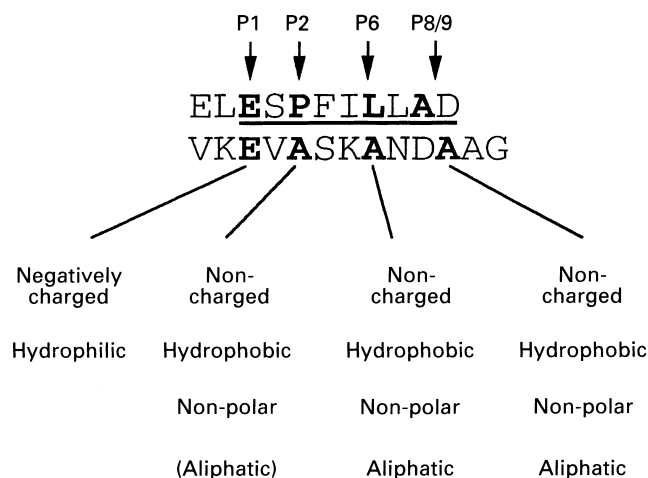 P1 P2 P6 P8/9
ELESPFILLAD
VKEVASKANDAAG
Negatively Non- Non- Non-
charged charged charged charged
Hydrophilic Hydrophobic Hydrophobic Hydrophobic
Non-polar Non-polar Non-polar
(Aliphatic) Aliphatic Aliphatic